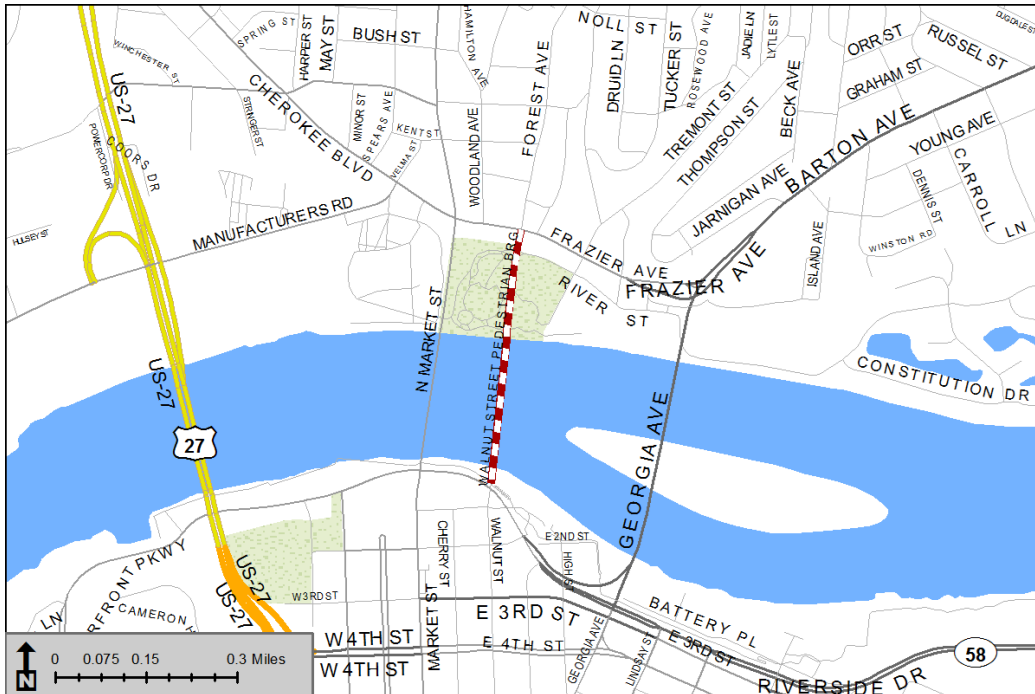 SPRING ST
HARPER ST
MAY ST
BUSH ST
HAMILTON AVE
NOLL ST
DRUID LN
TUCKER ST
ROSEWOOD AVE
JADIE LN
LYTLE ST
ORR ST
RUSSEL ST
DUGDALE ST
WINCHESTER ST
US-27
STRINGER ST
CHEROKEE BLVD
MINOR ST
SPEARS AVE
KENT ST
VELMA ST
WOODLAND AVE
FOREST AVE
TREMONT ST
THOMPSON ST
BECK AVE
GRAHAM ST
YOUNG AVE
BARTON AVE
CARROLL LN
DENNIS ST
WINSTON RD
JARNIGAN AVE
ISLAND AVE
POWERCORP DR
COORS DR
HULSEY ST
MANUFACTURERS RD
FRAZIER AVE
FRAZIER AVE
RIVER ST
N MARKET ST
WALNUT STREET PEDESTRIAN BRG
CONSTITUTION DR
US-27
27
GEORGIA AVE
RFRONT PKWY
CHERRY ST
WALNUT ST
E 2ND ST
HIGH ST
US-27
US-27
W 3RD ST
CAMERON
LN
MARKET ST
E 3RD ST
BATTERY PL
E 3RD ST
W 4TH ST
E 4TH ST
W 4TH ST
GEORGIA AVE
LINDSAY ST
58
RIVERSIDE DR
N
0 0.075 0.15 0.3 Miles